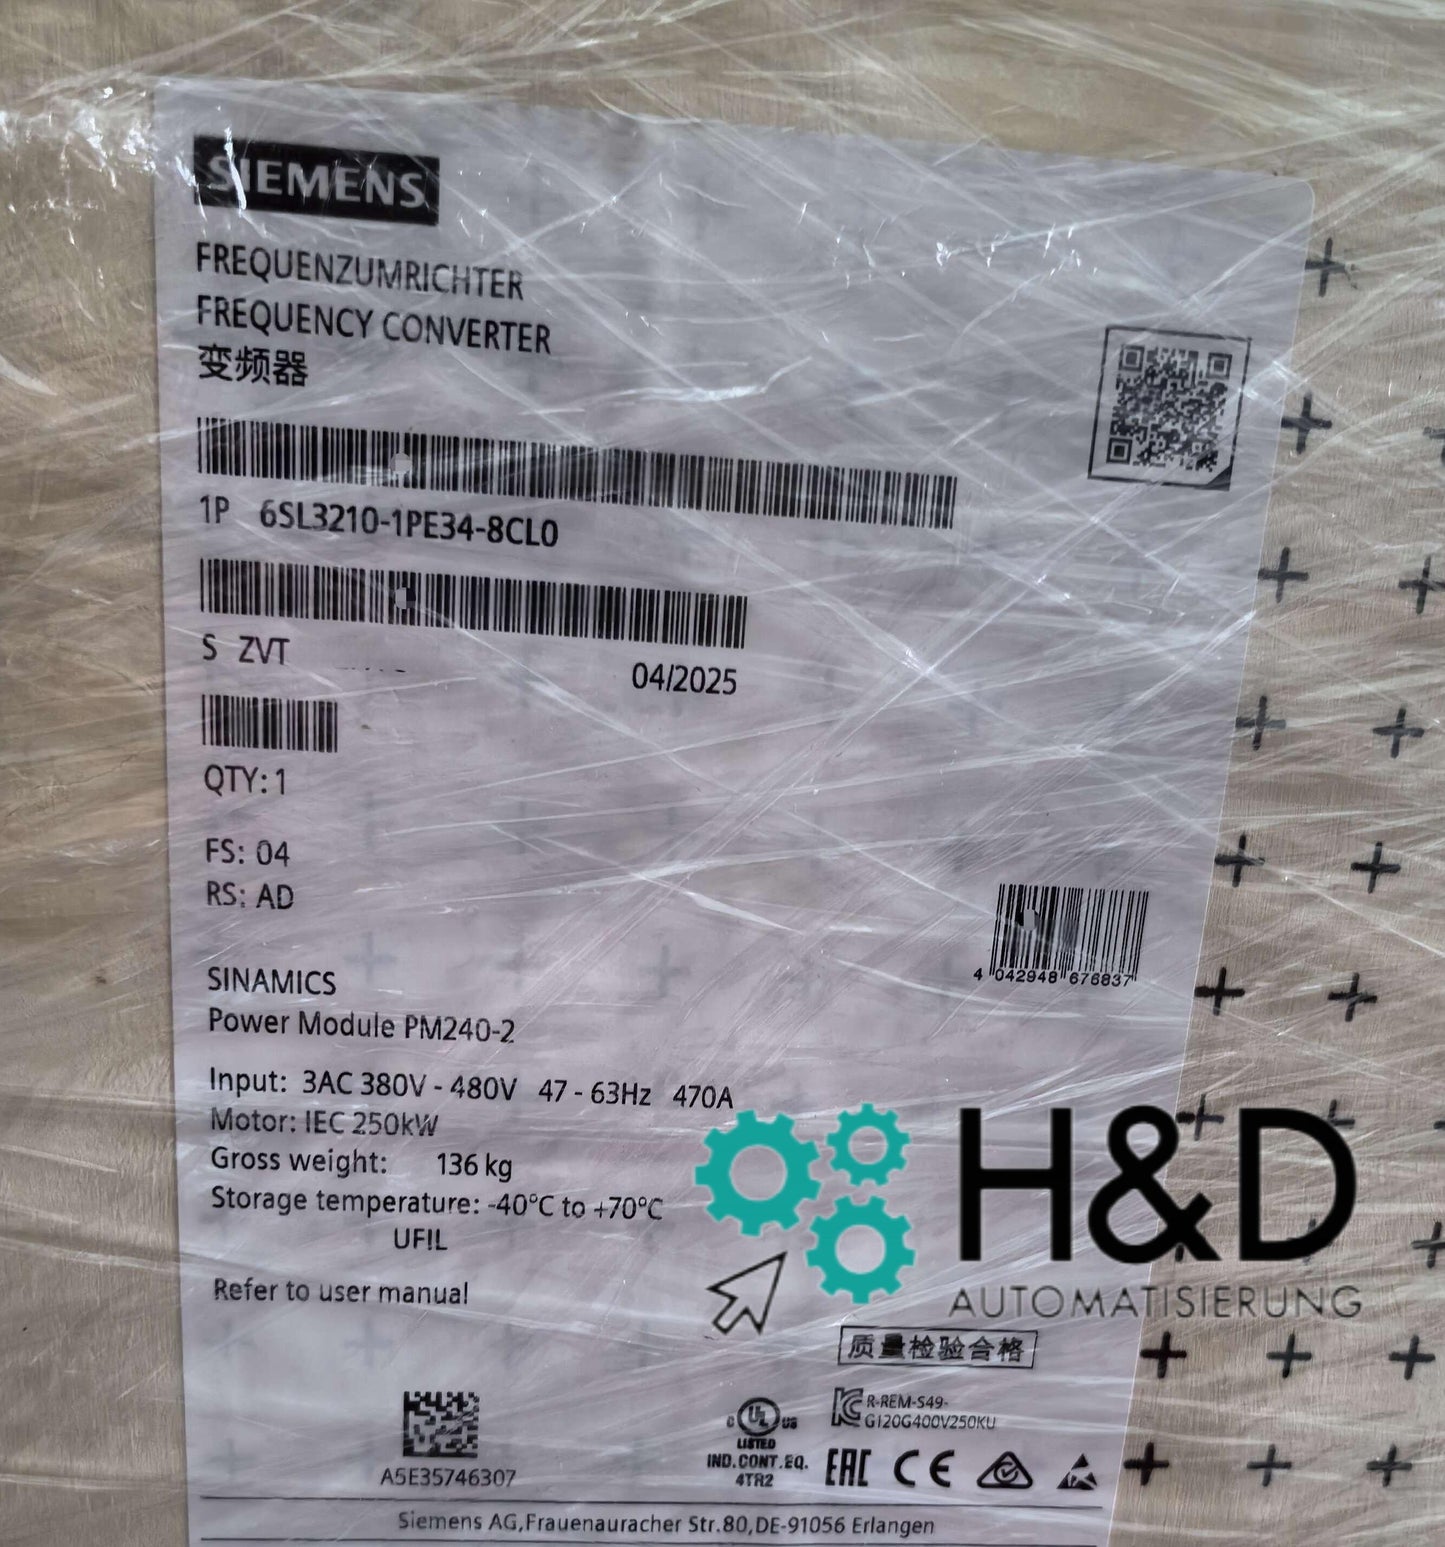 SIEMENS
FREQUENZUMRICHTER
FREQUENCY CONVERTER
变频器
1P 6SL3210-1PE34-8CL0
S ZVT
04/2025
QTY: 1
FS: 04
RS: AD
4 042948 676837
SINAMICS
Power Module PM240-2
Input: 3AC 380V - 480V 47 - 63Hz 470A
Motor: IEC 250kW
Gross weight: 136 kg
Storage temperature: -40°C to +70°C
UFIL
Refer to user manual
H&D
AUTOMATISIERUNG
质量检验合格
A5E35746307
C UL US
LISTED
IND.CONT.EQ.
4TR2
R-REM-S49-
G120G400V250KU
EAC CE
Siemens AG,Frauenauracher Str.80,DE-91056 Erlangen